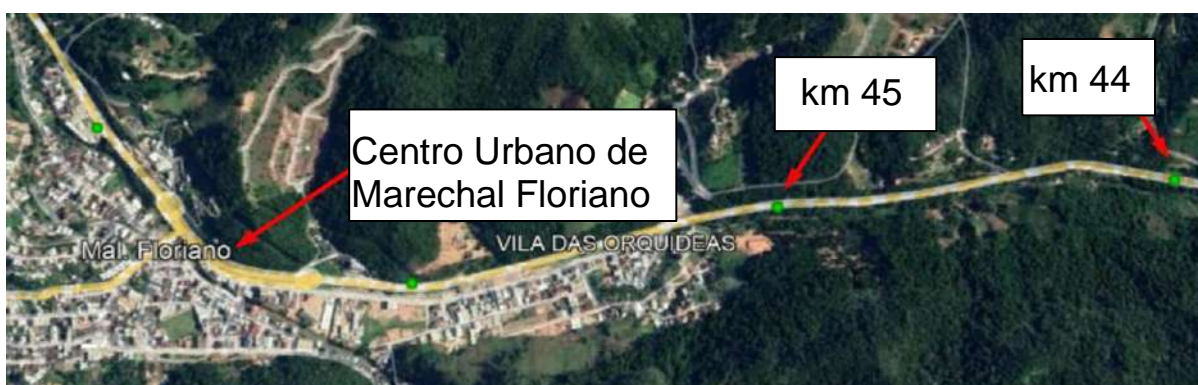 km 45
km 44
Centro Urbano de
Marechal Floriano
Mal. Floriano
VILA DAS ORQUIDEAS